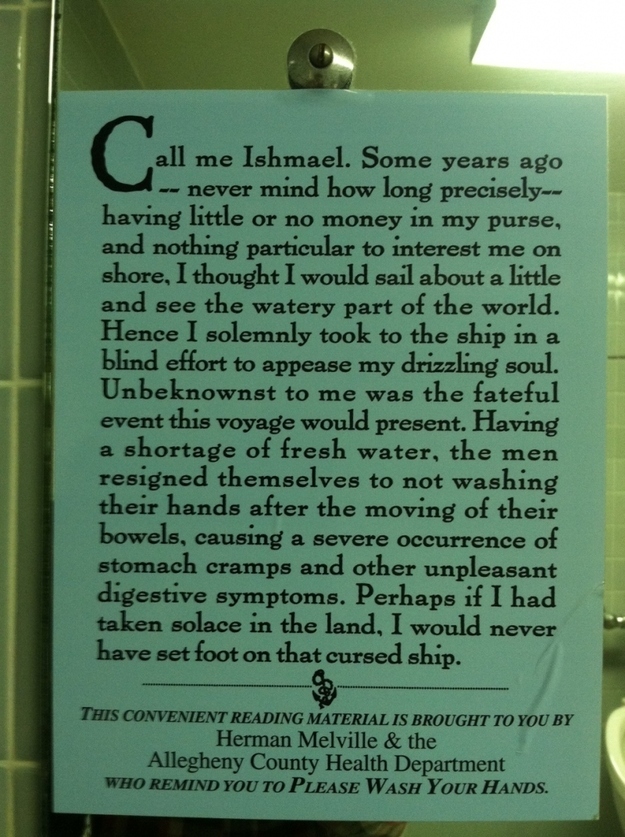 Call me Ishmael. Some years ago
-- never mind how long precisely--
having little or no money in my purse,
and nothing particular to interest me on
shore, I thought I would sail about a little
and see the watery part of the world.
Hence I solemnly took to the ship in a
blind effort to appease my drizzling soul.
Unbeknownst to me was the fateful
event this voyage would present. Having
a shortage of fresh water, the men
resigned themselves to not washing
their hands after the moving of their
bowels, causing a severe occurrence of
stomach cramps and other unpleasant
digestive symptoms. Perhaps if I had
taken solace in the land, I would never
have set foot on that cursed ship.
THIS CONVENIENT READING MATERIAL IS BROUGHT TO YOU BY
Herman Melville & the
Allegheny County Health Department
WHO REMIND YOU TO PLEASE WASH YOUR HANDS.